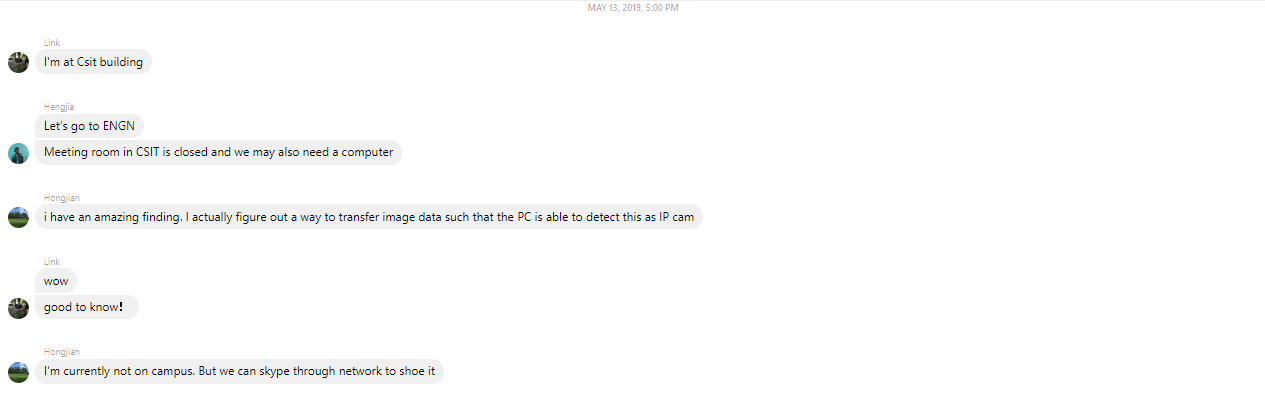 MAY 13, 2019, 5:00 PM
Link
I'm at Csit building
Hengjia
Let's go to ENGN
Meeting room in CSIT is closed and we may also need a computer
Hongjian
i have an amazing finding. I actually figure out a way to transfer image data such that the PC is able to detect this as IP cam
Link
wow
good to know!
Hongjian
I'm currently not on campus. But we can skype through network to shoe it